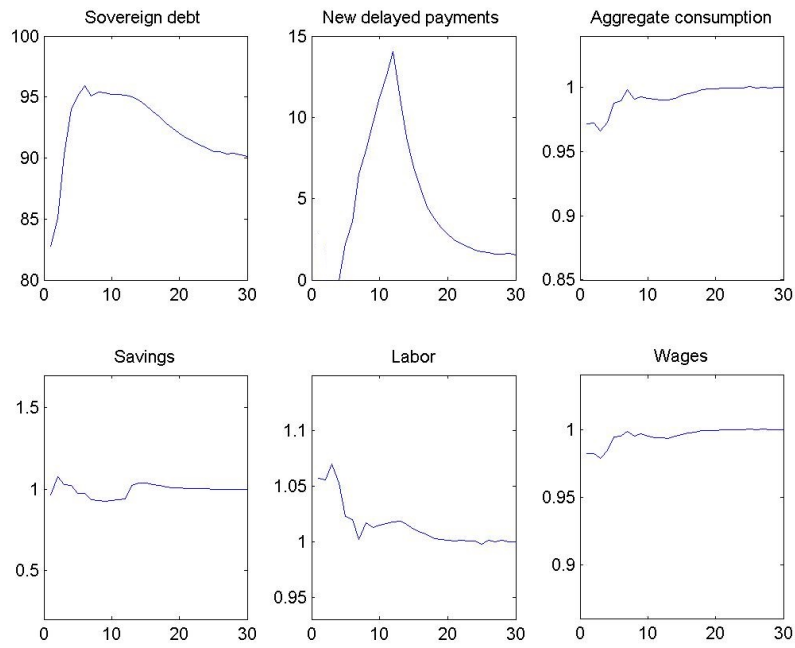 Sovereign debt
100
95
90
85
80
0 10 20 30
New delayed payments
15
10
5
0
0 10 20 30
Aggregate consumption
1
0.95
0.9
0.85
0 10 20 30
Savings
1.5
1
0.5
0 10 20 30
Labor
1.1
1.05
1
0.95
0 10 20 30
Wages
1
0.95
0.9
0 10 20 30